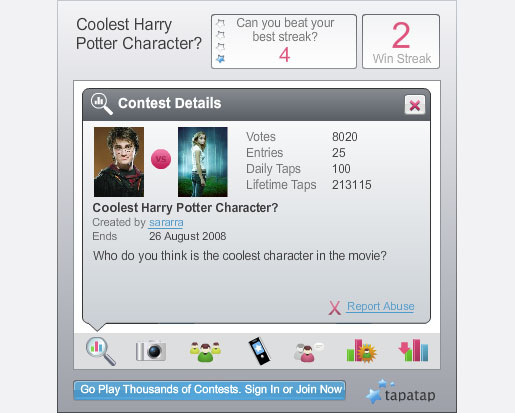 Coolest Harry
Potter Character?
Can you beat your
best streak?
4
2
Win Streak
Contest Details
X
vs
Votes 8020
Entries 25
Daily Taps 100
Lifetime Taps 213115
Coolest Harry Potter Character?
Created by sararra
Ends 26 August 2008
Who do you think is the coolest character in the movie?
X Report Abuse
Go Play Thousands of Contests. Sign In or Join Now
tapatap